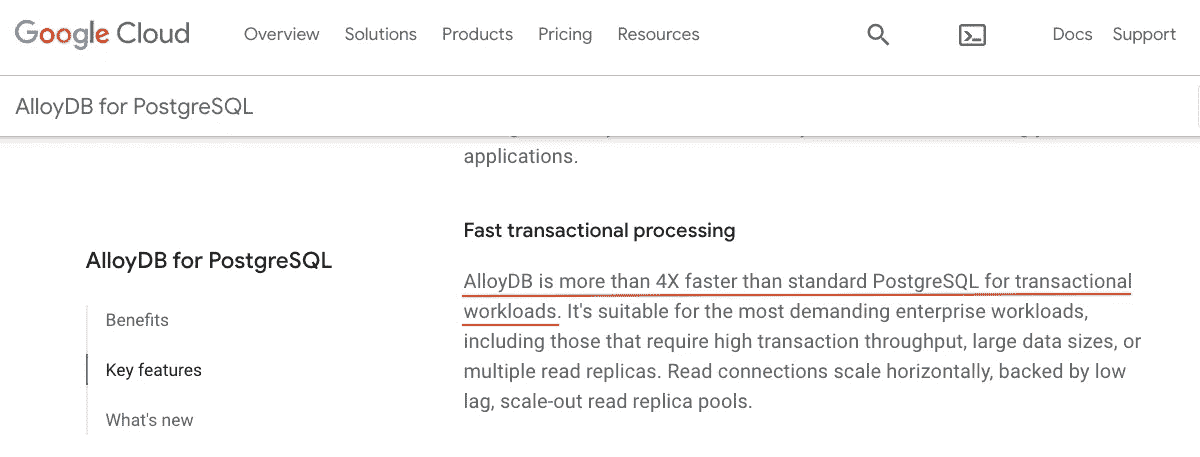 Google Cloud Overview Solutions Products Pricing Resources Docs Support
AlloyDB for PostgreSQL
applications.
Fast transactional processing
AlloyDB for PostgreSQL
AlloyDB is more than 4X faster than standard PostgreSQL for transactional
Benefits
workloads. It's suitable for the most demanding enterprise workloads,
including those that require high transaction throughput, large data sizes, or
Key features
multiple read replicas. Read connections scale horizontally, backed by low
lag, scale-out read replica pools.
What's new